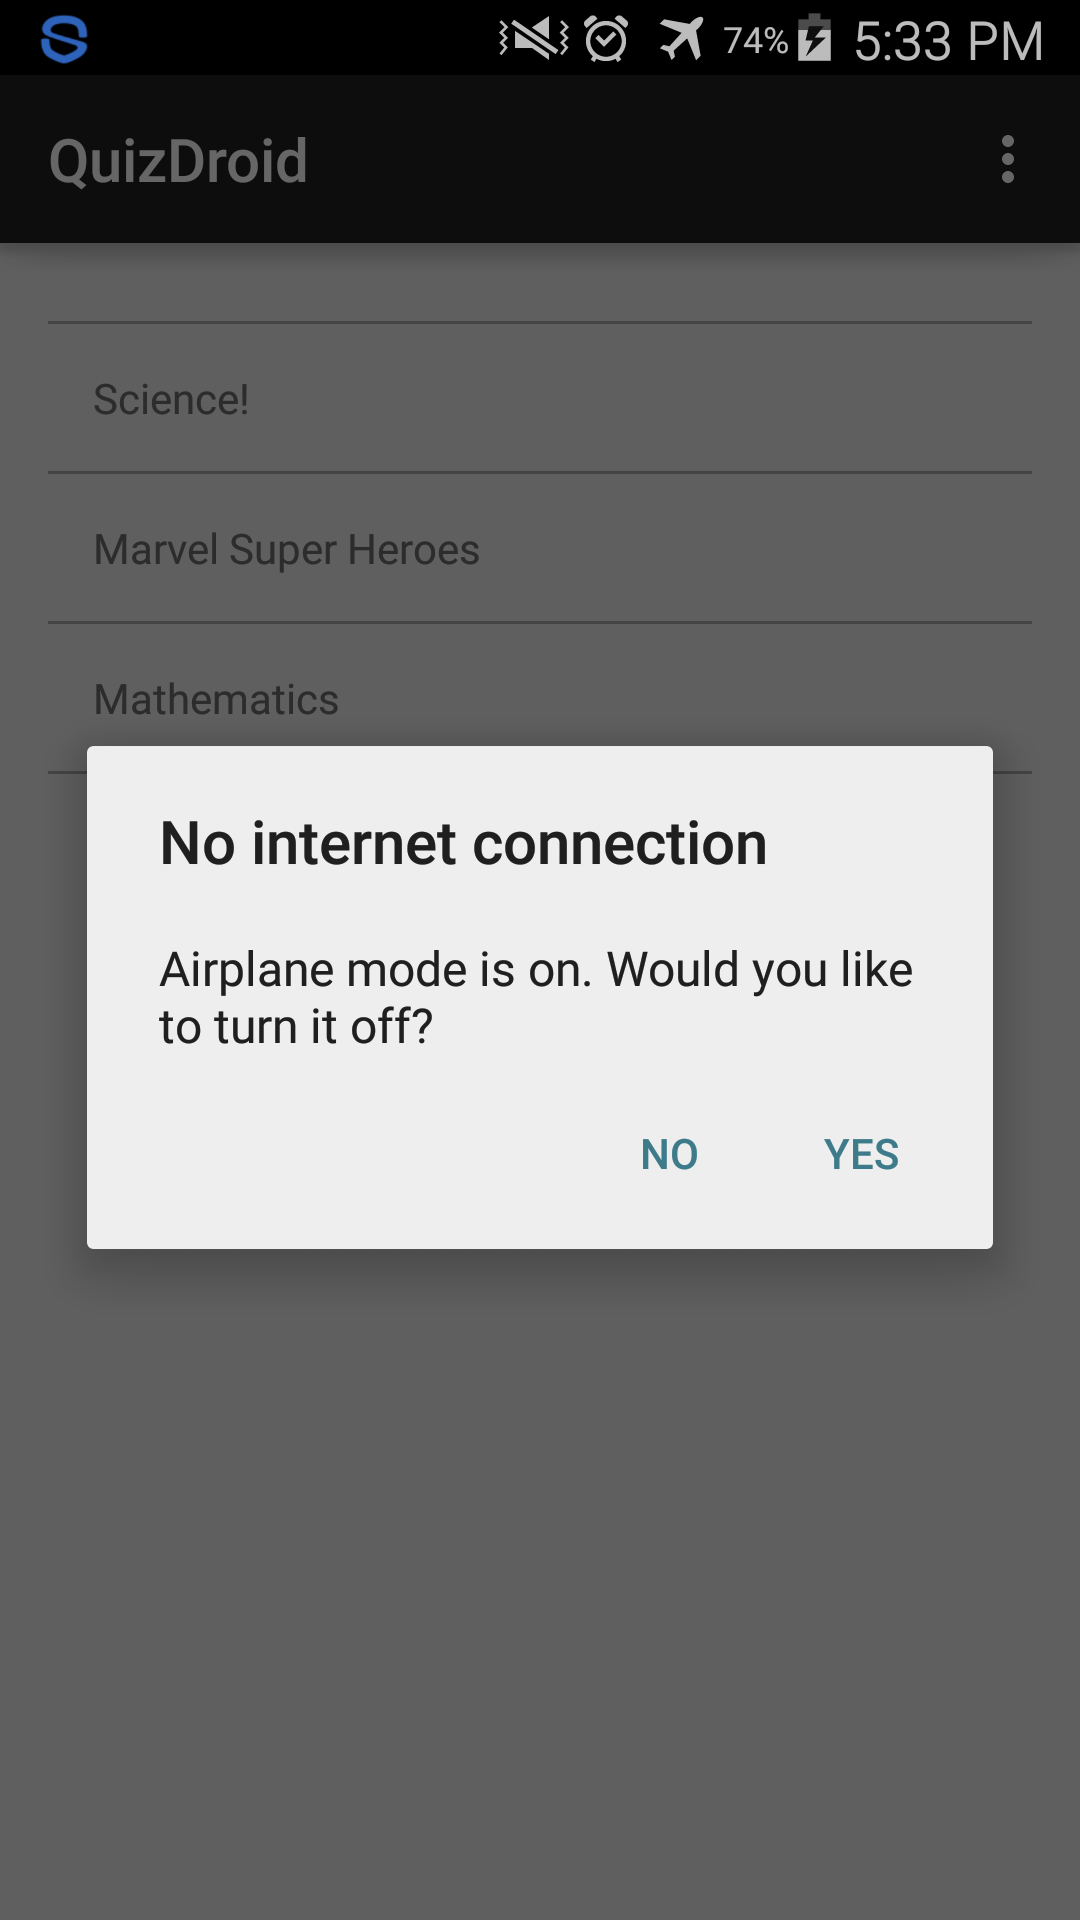 74% 5:33 PM
QuizDroid
Science!
Marvel Super Heroes
Mathematics
No internet connection
Airplane mode is on. Would you like
to turn it off?
NO YES